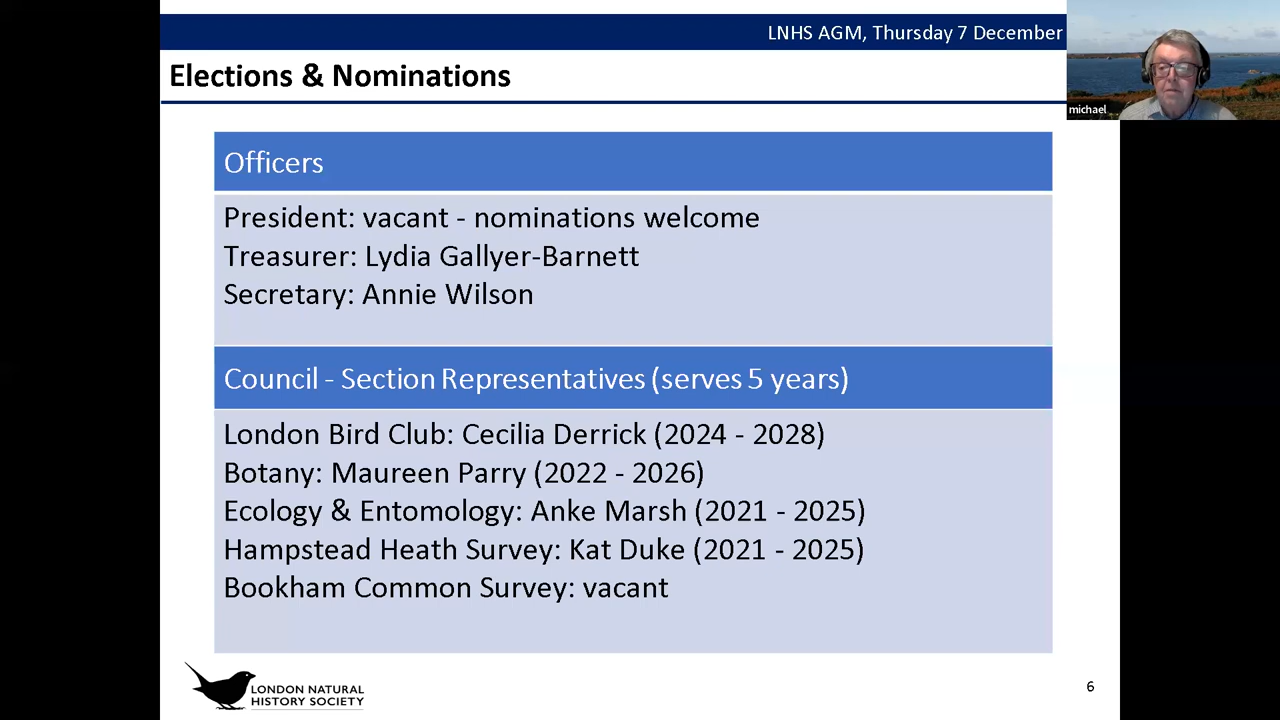 LNHS AGM, Thursday 7 December
Elections & Nominations
michael
Officers
President: vacant - nominations welcome
Treasurer: Lydia Gallyer-Barnett
Secretary: Annie Wilson
Council - Section Representatives (serves 5 years)
London Bird Club: Cecilia Derrick (2024 - 2028)
Botany: Maureen Parry (2022 - 2026)
Ecology & Entomology: Anke Marsh (2021 - 2025)
Hampstead Heath Survey: Kat Duke (2021 - 2025)
Bookham Common Survey: vacant
LONDON NATURAL
HISTORY SOCIETY
6